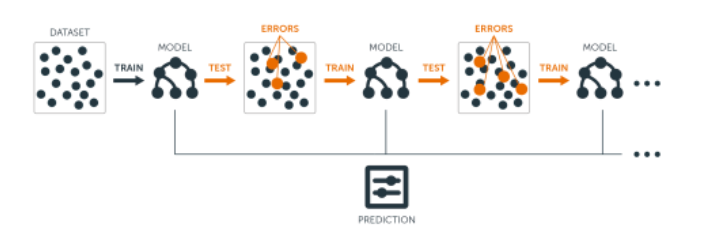 DATASET
TRAIN
MODEL
TEST
ERRORS
TRAIN
MODEL
TEST
ERRORS
TRAIN
MODEL
PREDICTION